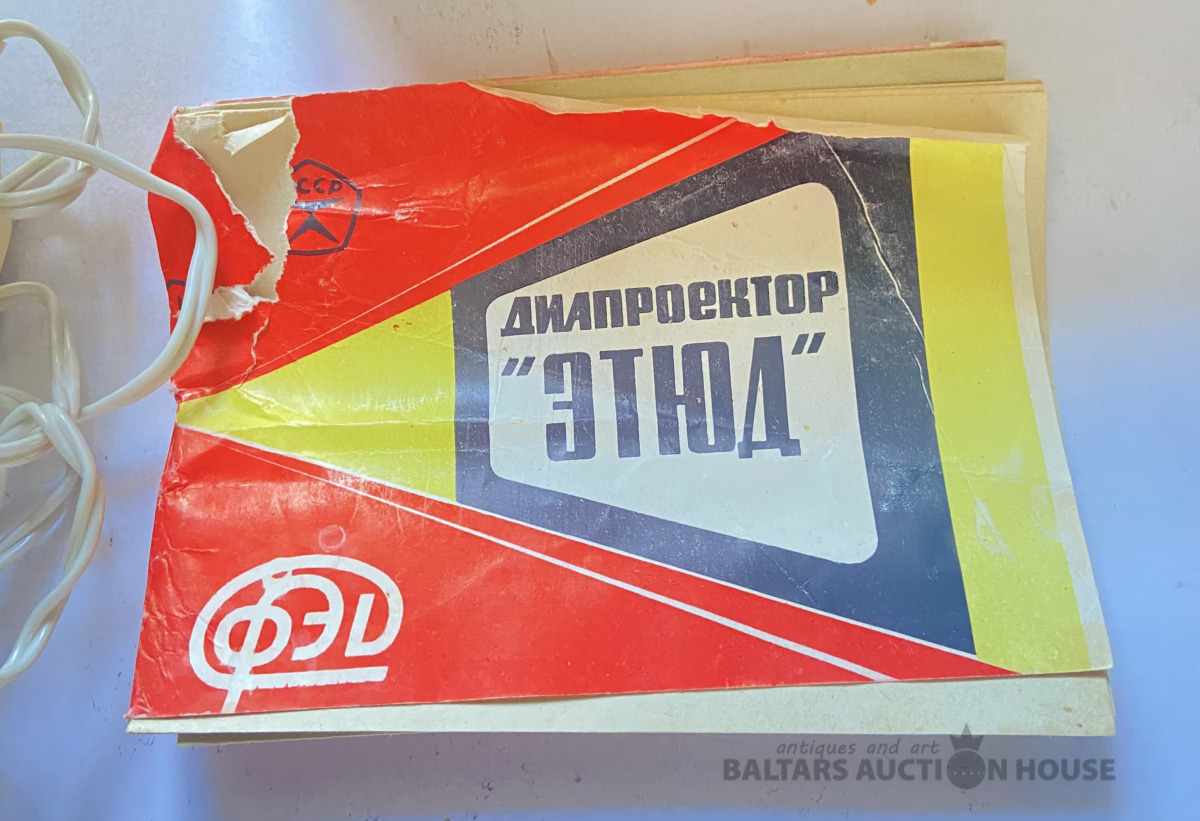 СССР
ДИАПРОЕКТОР
"ЭТЮД"
ФЭД
antiques and art
BALTARS AUCTION HOUSE